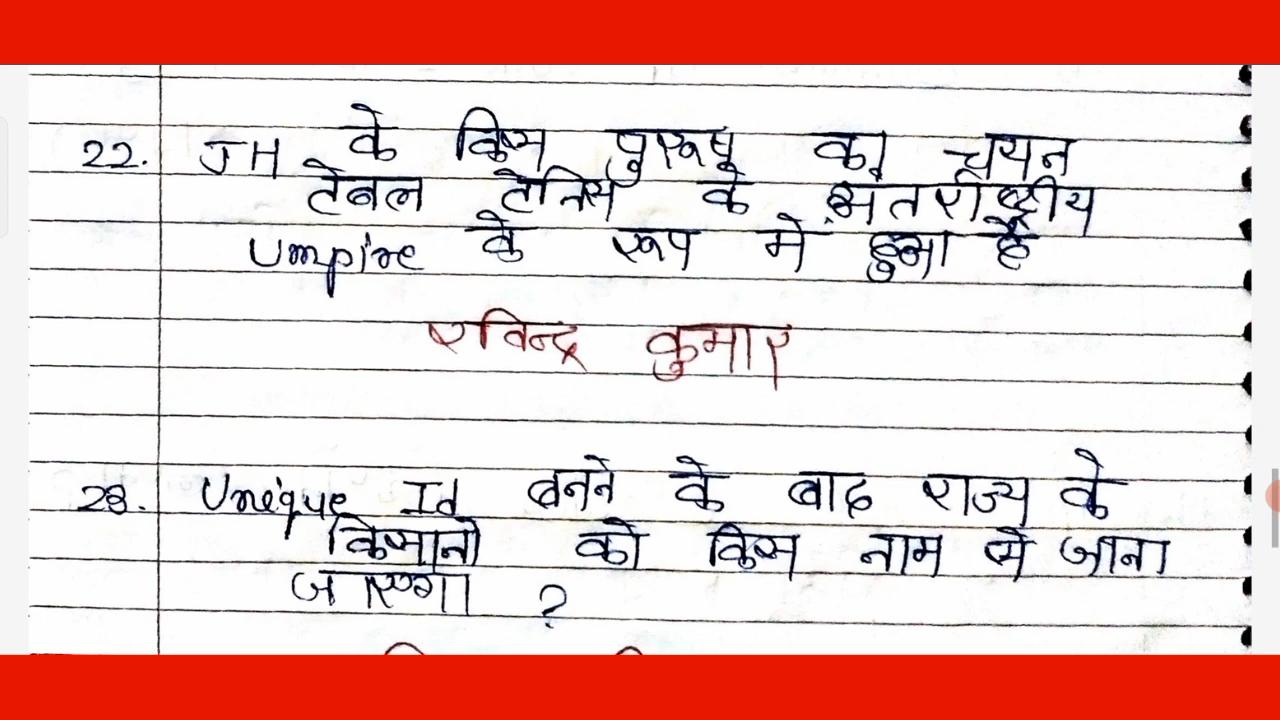 22. JH के किस पुरूष का चयन
टेबल टेनिस के अंतर्राष्ट्रीय
Umpire के रूप में हुआ है
रविन्द्र कुमार
23. Unique Id बनने के बाद राज्य के
किसानो को किस नाम से जाना
जाएगा ?